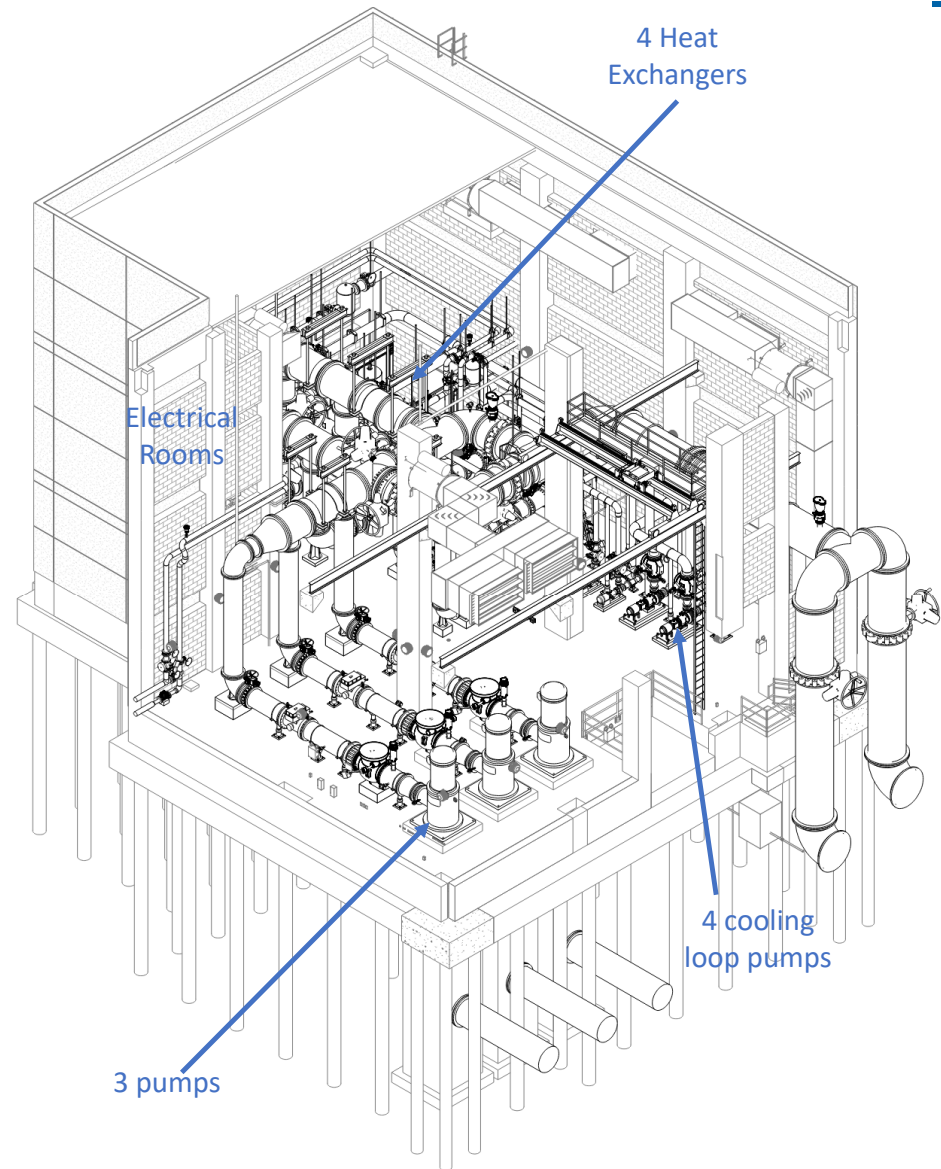 4 Heat
Exchangers
Electrical
Rooms
4 cooling
loop pumps
3 pumps